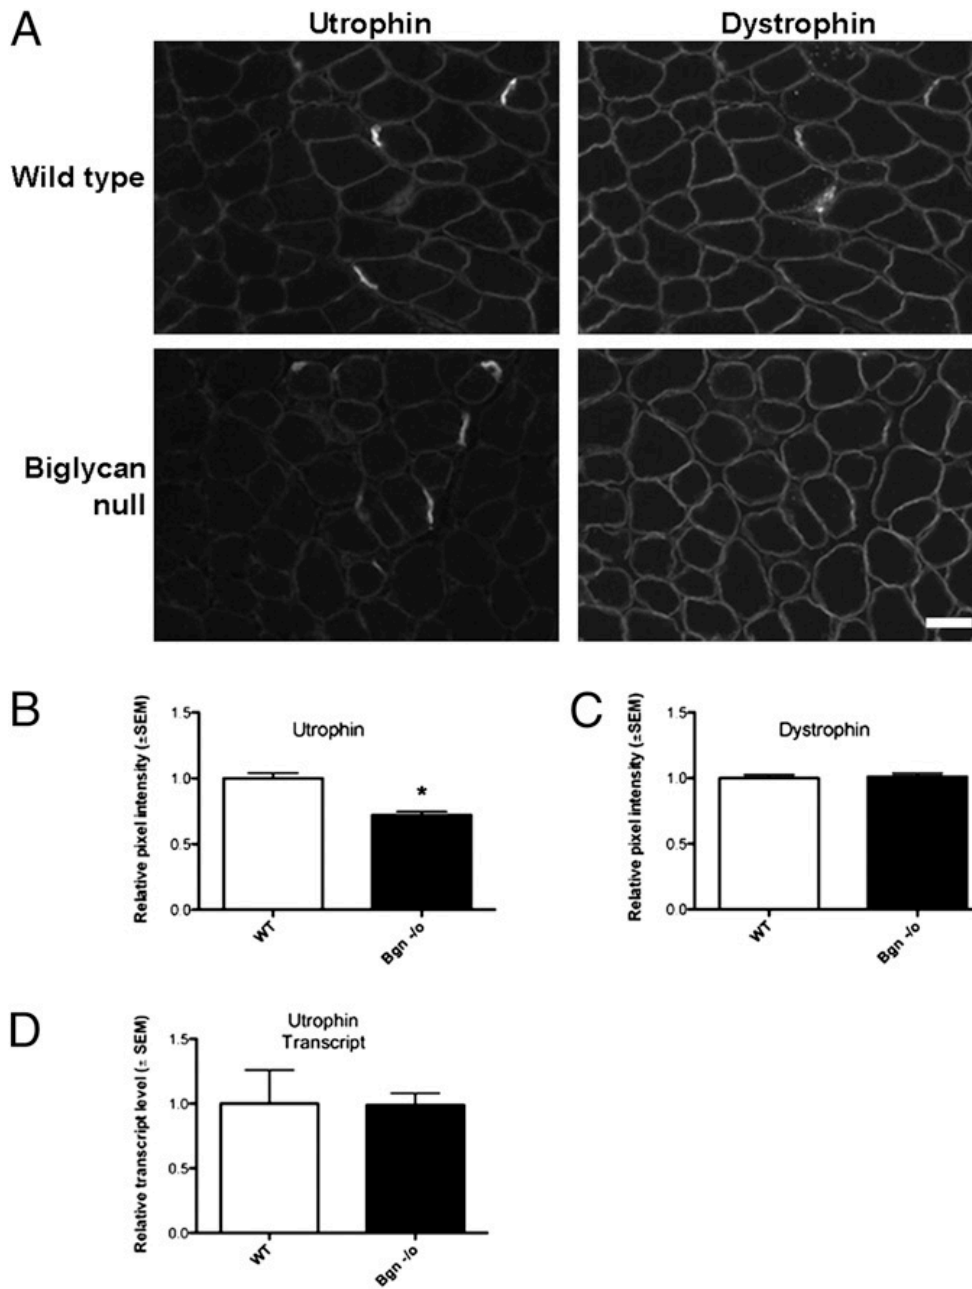 A
Utrophin
Dystrophin
Wild type
Biglycan
null
B
Relative pixel intensity (±SEM)
1.5
1.0
0.5
0.0
Utrophin
*
WT
Bgn -/o
C
Relative pixel intensity (±SEM)
1.5
1.0
0.5
0.0
Dystrophin
WT
Bgn -/o
D
Relative transcript level (± SEM)
1.5
1.0
0.5
0.0
Utrophin
Transcript
WT
Bgn -/o